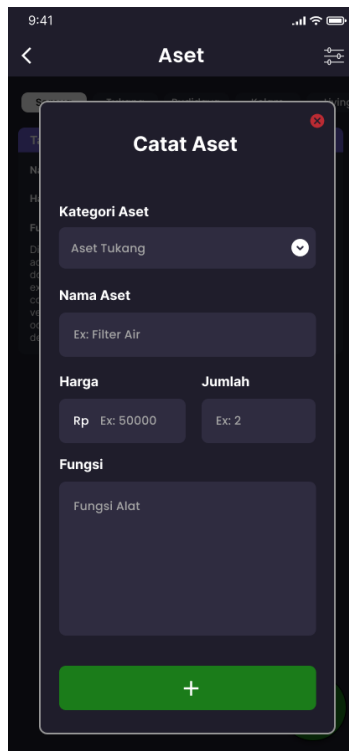 9:41
Aset
Catat Aset
Kategori Aset
Aset Tukang
Nama Aset
Ex: Filter Air
Harga
Jumlah
Rp Ex: 50000
Ex: 2
Fungsi
Fungsi Alat
+